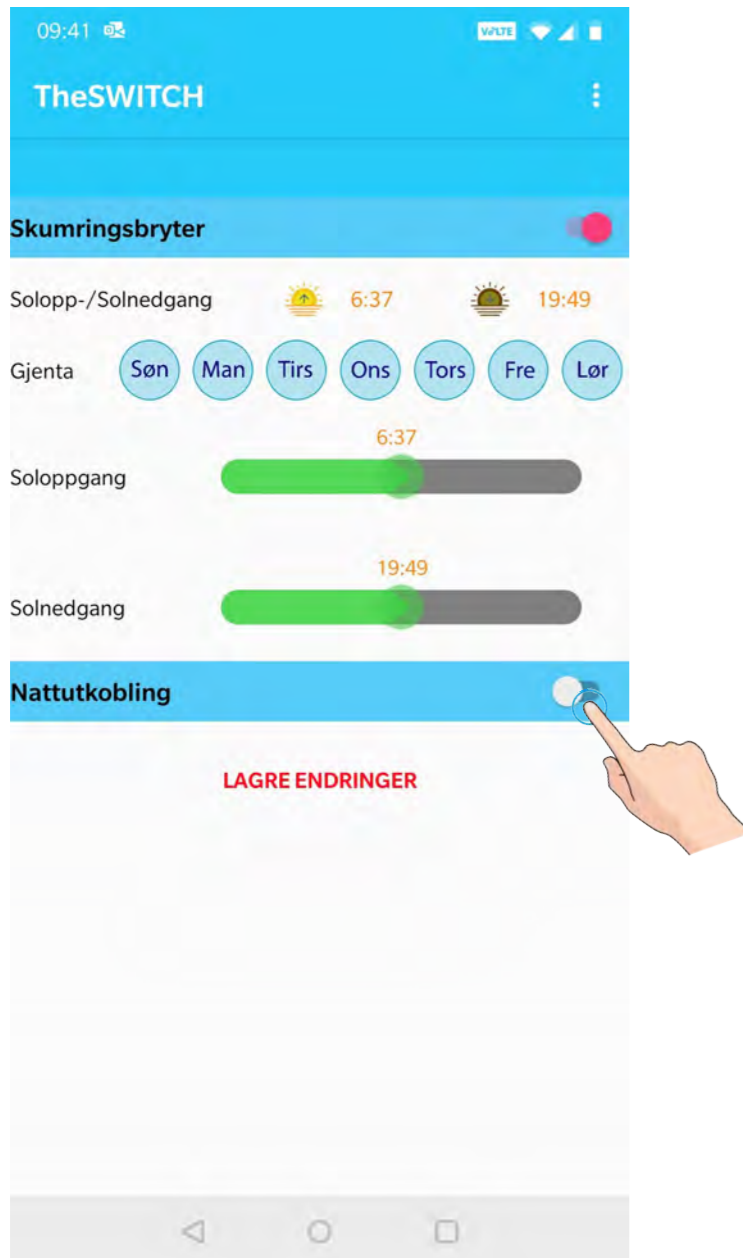 09:41 VoLTE
TheSWITCH
Skumringsbryter
Solopp-/Solnedgang 6:37 19:49
Gjenta Søn Man Tirs Ons Tors Fre Lør
6:37
Soloppgang
19:49
Solnedgang
Nattutkobling
LAGRE ENDRINGER